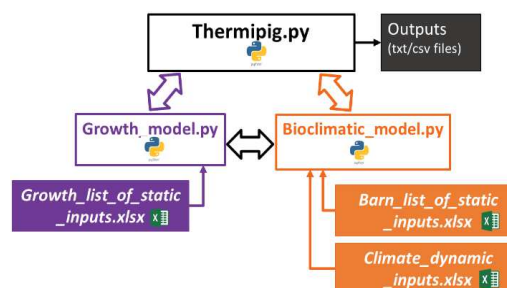 Thermipig.py
Outputs
(txt/csv files)
Growth_model.py
Bioclimatic_model.py
Growth_list_of_static
_inputs.xlsx
Barn_list_of_static
_inputs.xlsx
Climate_dynamic
_inputs.xlsx